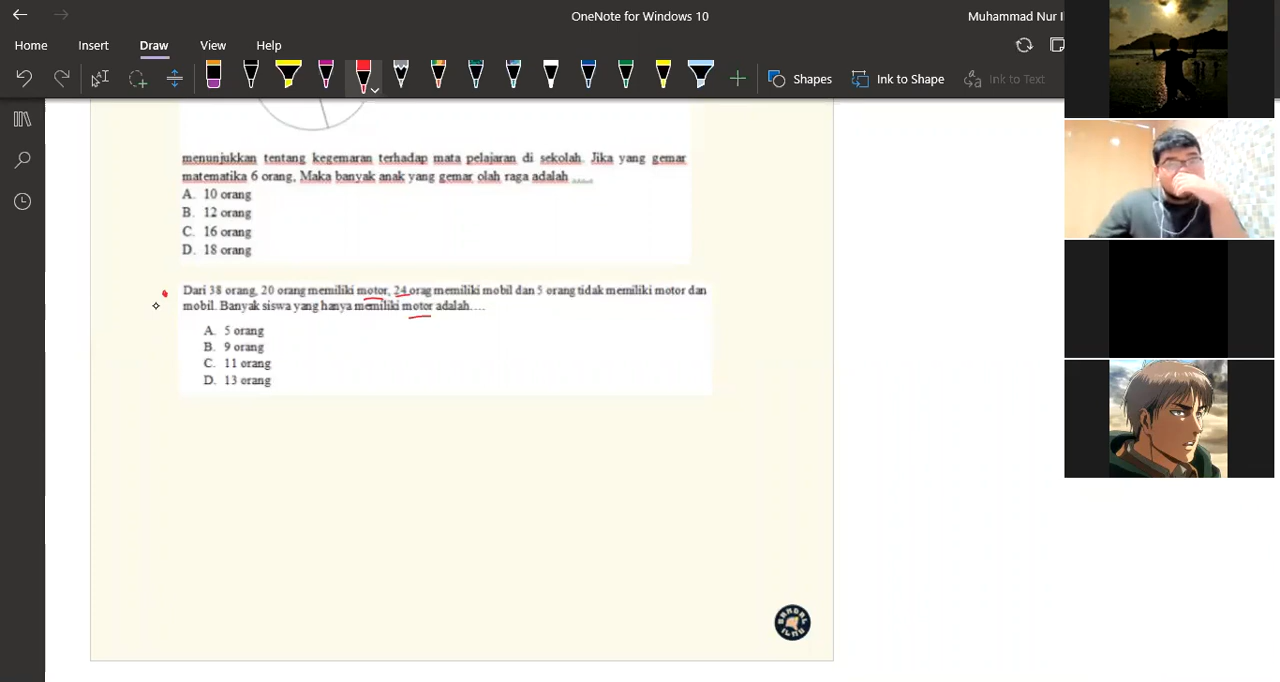 OneNote for Windows 10
Muhammad Nur I
Home Insert Draw View Help
Shapes Ink to Shape Ink to Text
menunjukkan tentang kegemaran terhadap mata pelajaran di sekolah. Jika yang gemar
matematika 6 orang, Maka banyak anak yang gemar olah raga adalah .....
A. 10 orang
B. 12 orang
C. 16 orang
D. 18 orang
Dari 38 orang, 20 orang memiliki motor, 24 orag memiliki mobil dan 5 orang tidak memiliki motor dan
mobil. Banyak siswa yang hanya memiliki motor adalah....
A. 5 orang
B. 9 orang
C. 11 orang
D. 13 orang
SANDAL
ILMU